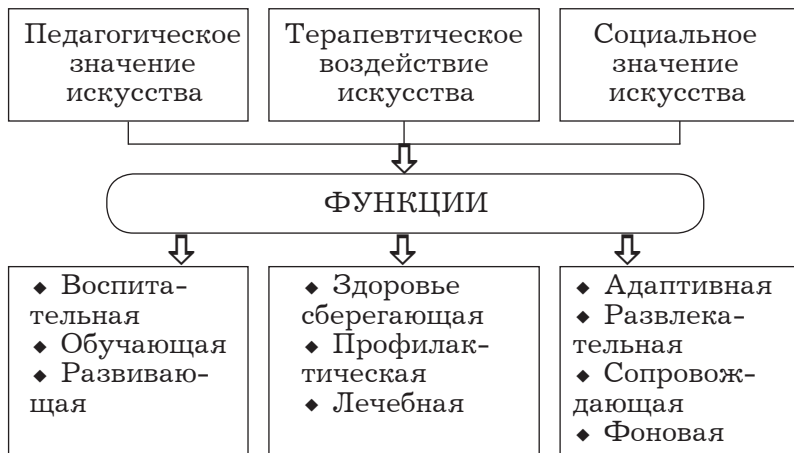 Педагогическое
значение
искусства
Терапевтическое
воздействие
искусства
Социальное
значение
искусства
ФУНКЦИИ
◆ Воспита-
тельная
◆ Обучающая
◆ Развиваю-
щая
◆ Здоровье
сберегающая
◆ Профилак-
тическая
◆ Лечебная
◆ Адаптивная
◆ Развлека-
тельная
◆ Сопровож-
дающая
◆ Фоновая